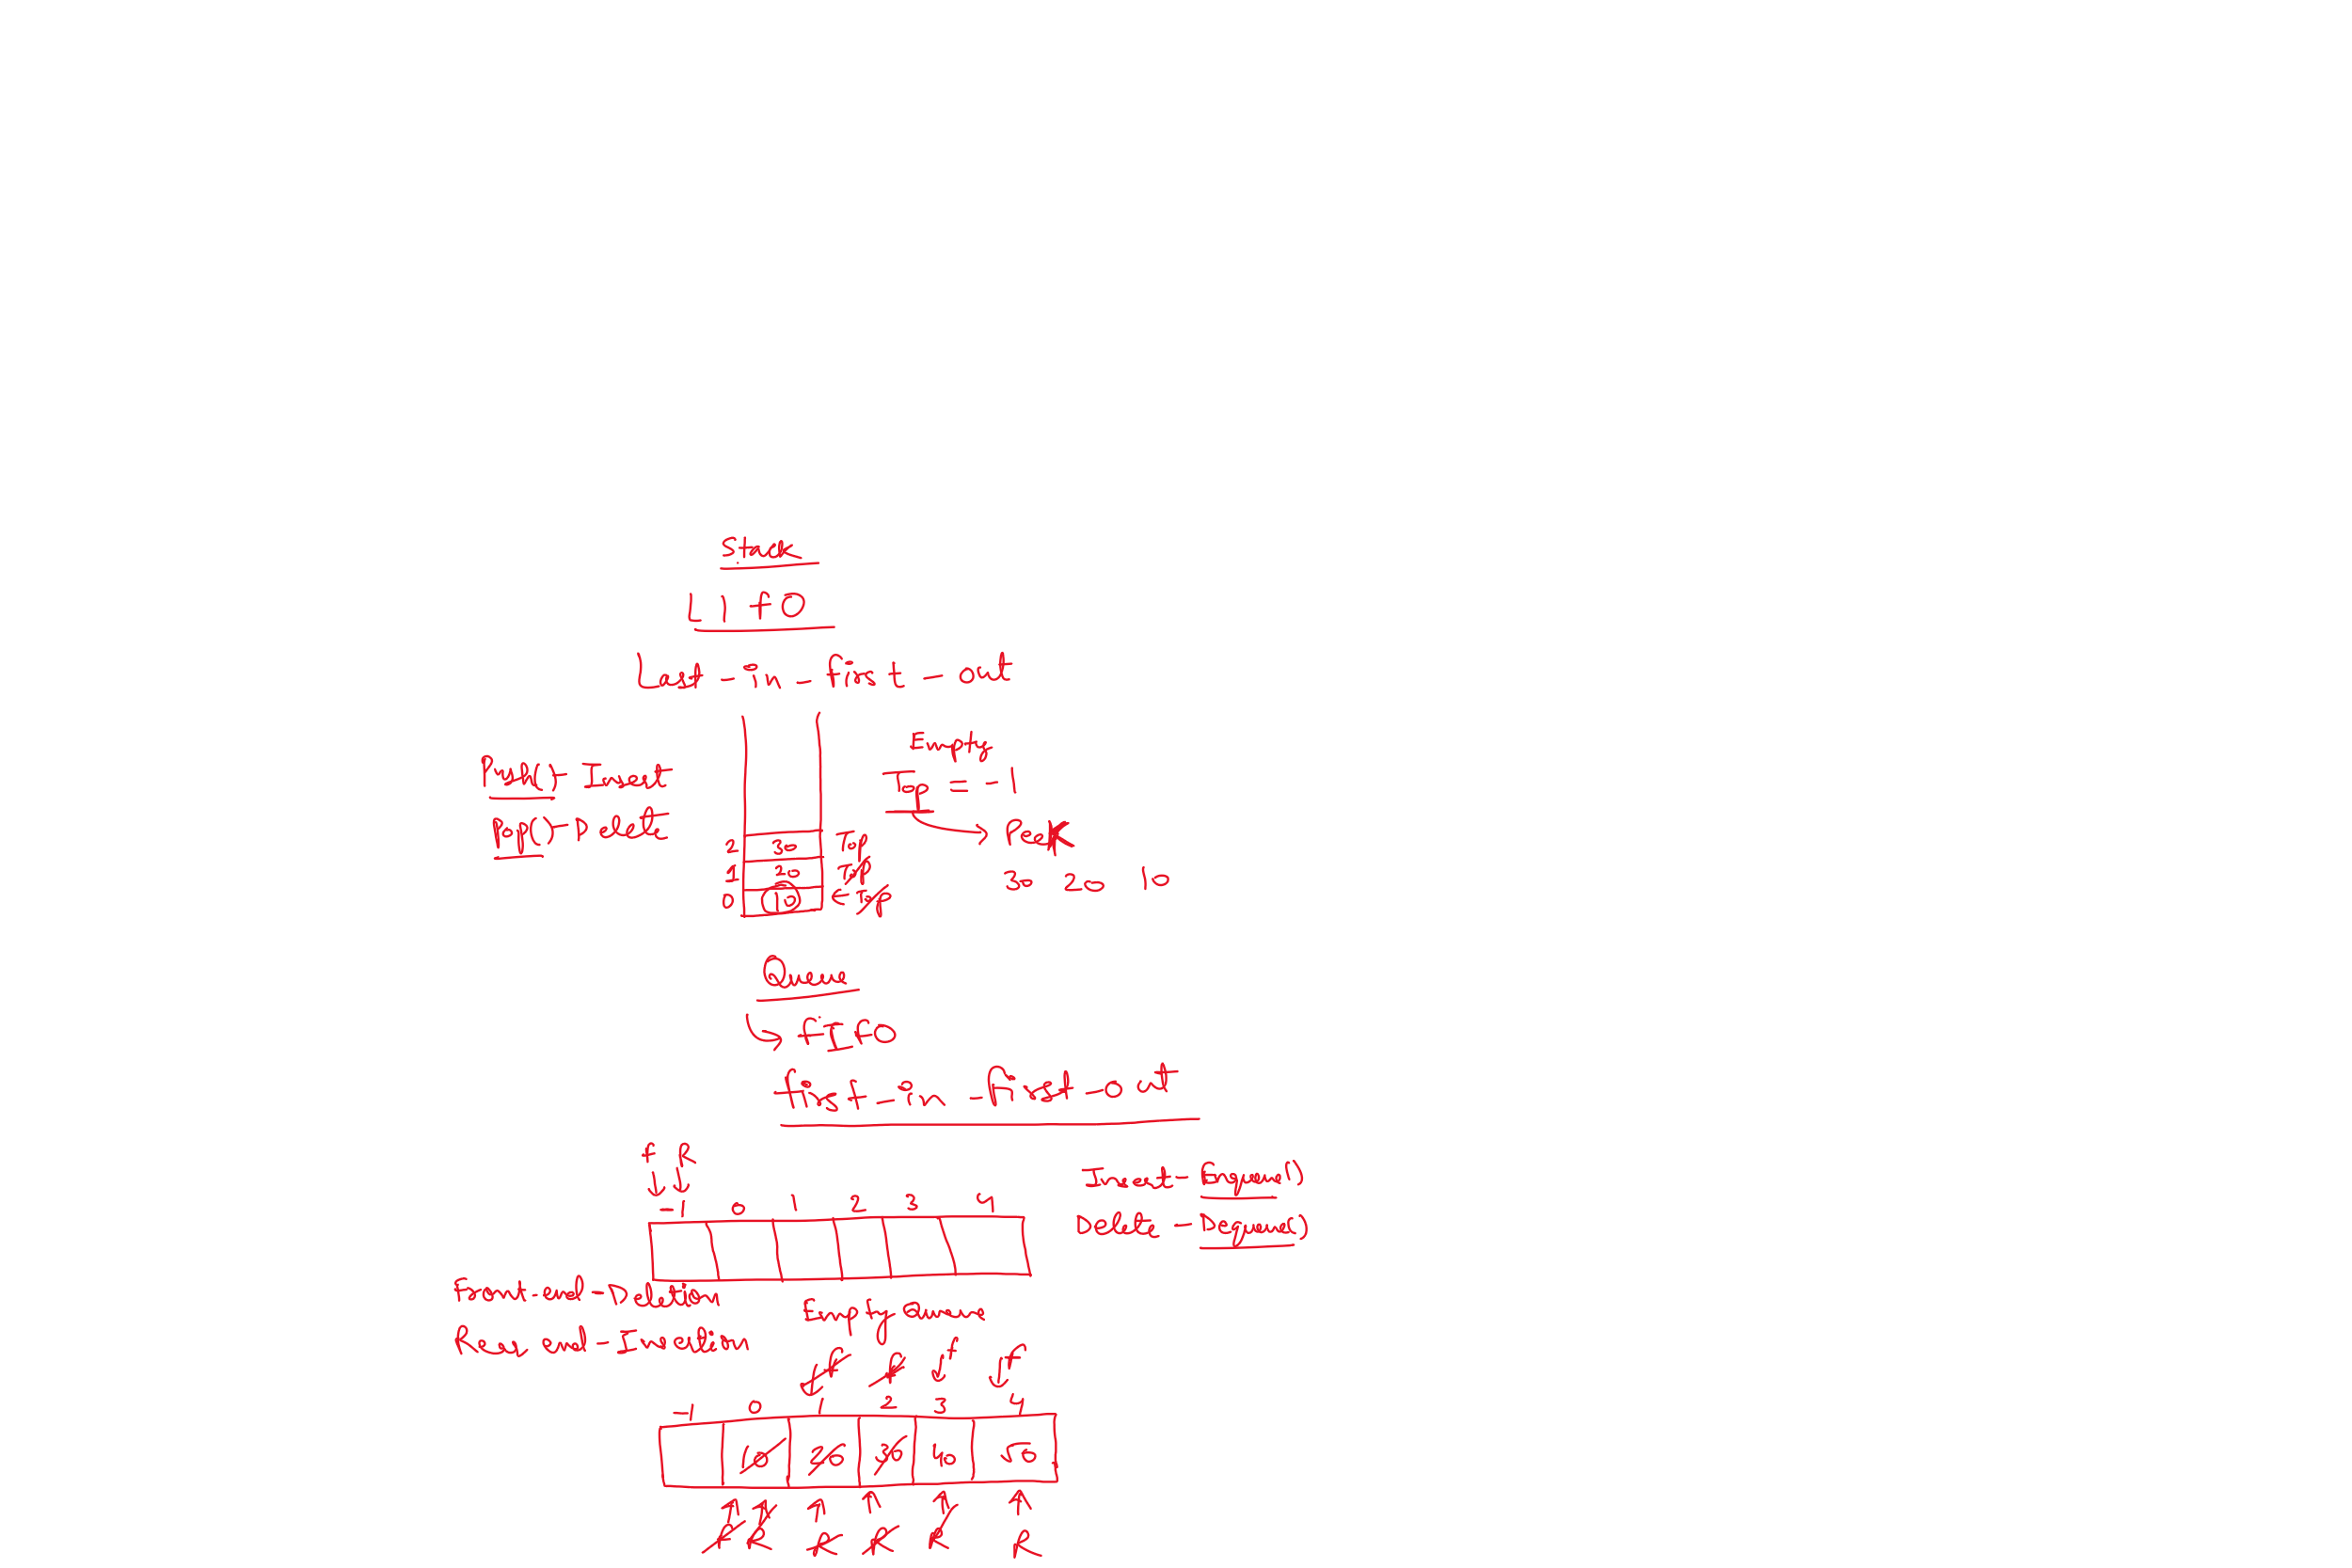 Stack
LIFO
Last-in-first-out
Push()-Insert
Pop()-Delete
Empty
Top = -1
Peek
2 30 Top
1 20 Top
0 10 ← Top
30 20 10
Queue
FIFO
First-in-first-out
F R
-1 0 1 2 3 4
Insert-Enqueue()
Delete-Dequeue()
Front-end-Deletion
Rear end-Insertion
Empty queue
F F F F
-1 0 1 2 3 4
10 20 30 40 50
F R R R R R